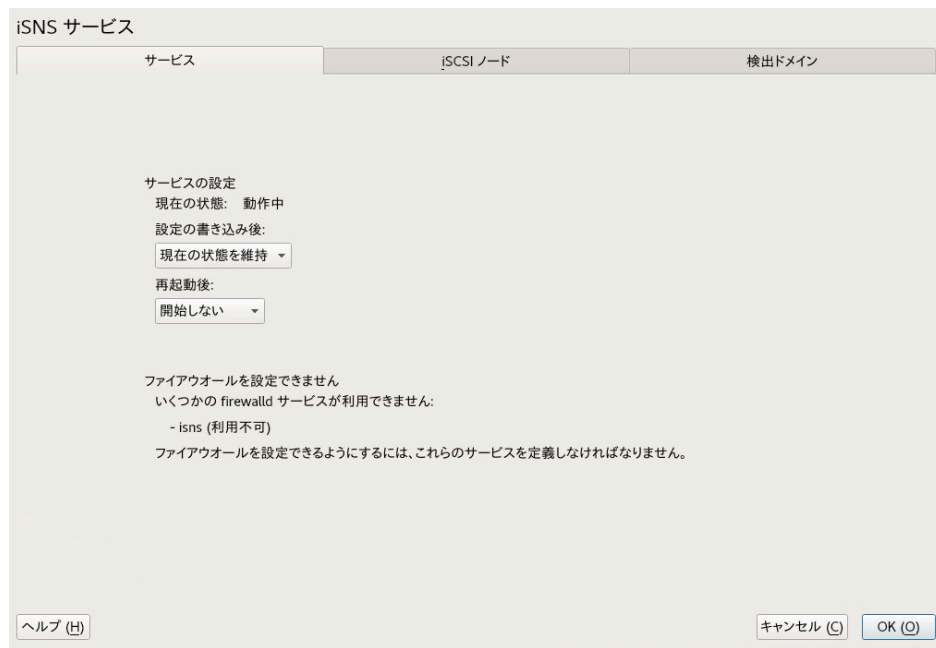 iSNS サービス
サービス
iSCSI ノード
検出ドメイン
サービスの設定
現在の状態: 動作中
設定の書き込み後:
現在の状態を維持
再起動後:
開始しない
ファイアウオールを設定できません
いくつかの firewalld サービスが利用できません:
- isns (利用不可)
ファイアウオールを設定できるようにするには、これらのサービスを定義しなければなりません。
ヘルプ (H)
キャンセル (C)
OK (O)